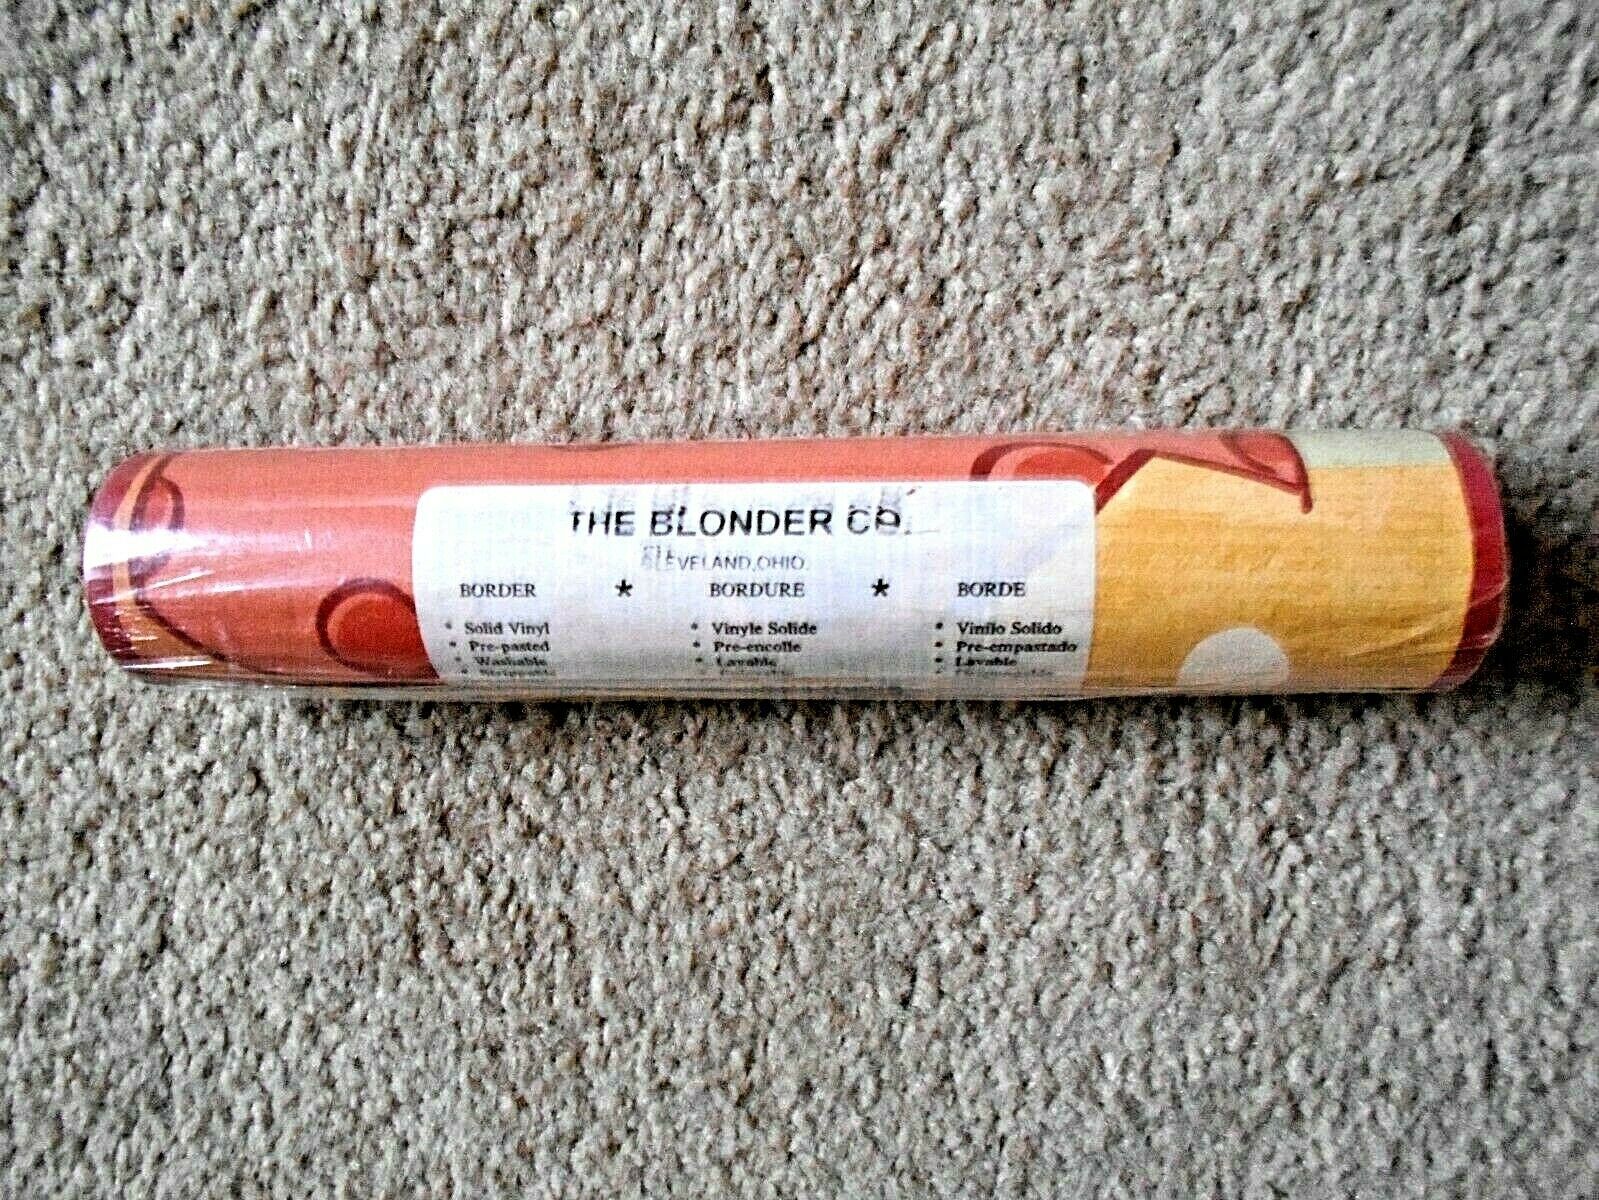 THE BLONDER CO.
CLEVELAND, OHIO.
BORDER * BORDURE * BORDE
* Solid Vinyl * Vinyle Solide * Vinilo Solido
* Pre-pasted * Pre-encolle * Pre-empastado
* Washable * Lavable * Lavable
* Strippable